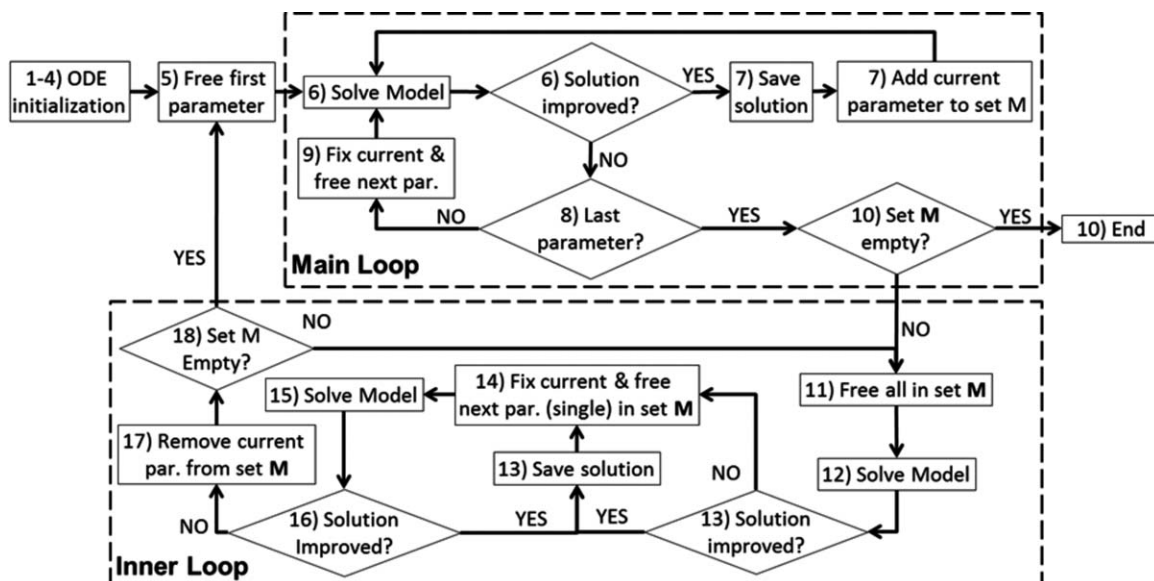 1-4) ODE
initialization
5) Free first
parameter
6) Solve Model
6) Solution
improved?
YES
7) Save
solution
7) Add current
parameter to set M
9) Fix current &
free next par.
NO
NO
8) Last
parameter?
YES
10) Set M
empty?
YES
10) End
Main Loop
YES
NO
18) Set M
Empty?
NO
11) Free all in set M
15) Solve Model
14) Fix current & free
next par. (single) in set M
17) Remove current
par. from set M
13) Save solution
NO
12) Solve Model
NO
16) Solution
Improved?
YES
YES
13) Solution
improved?
Inner Loop